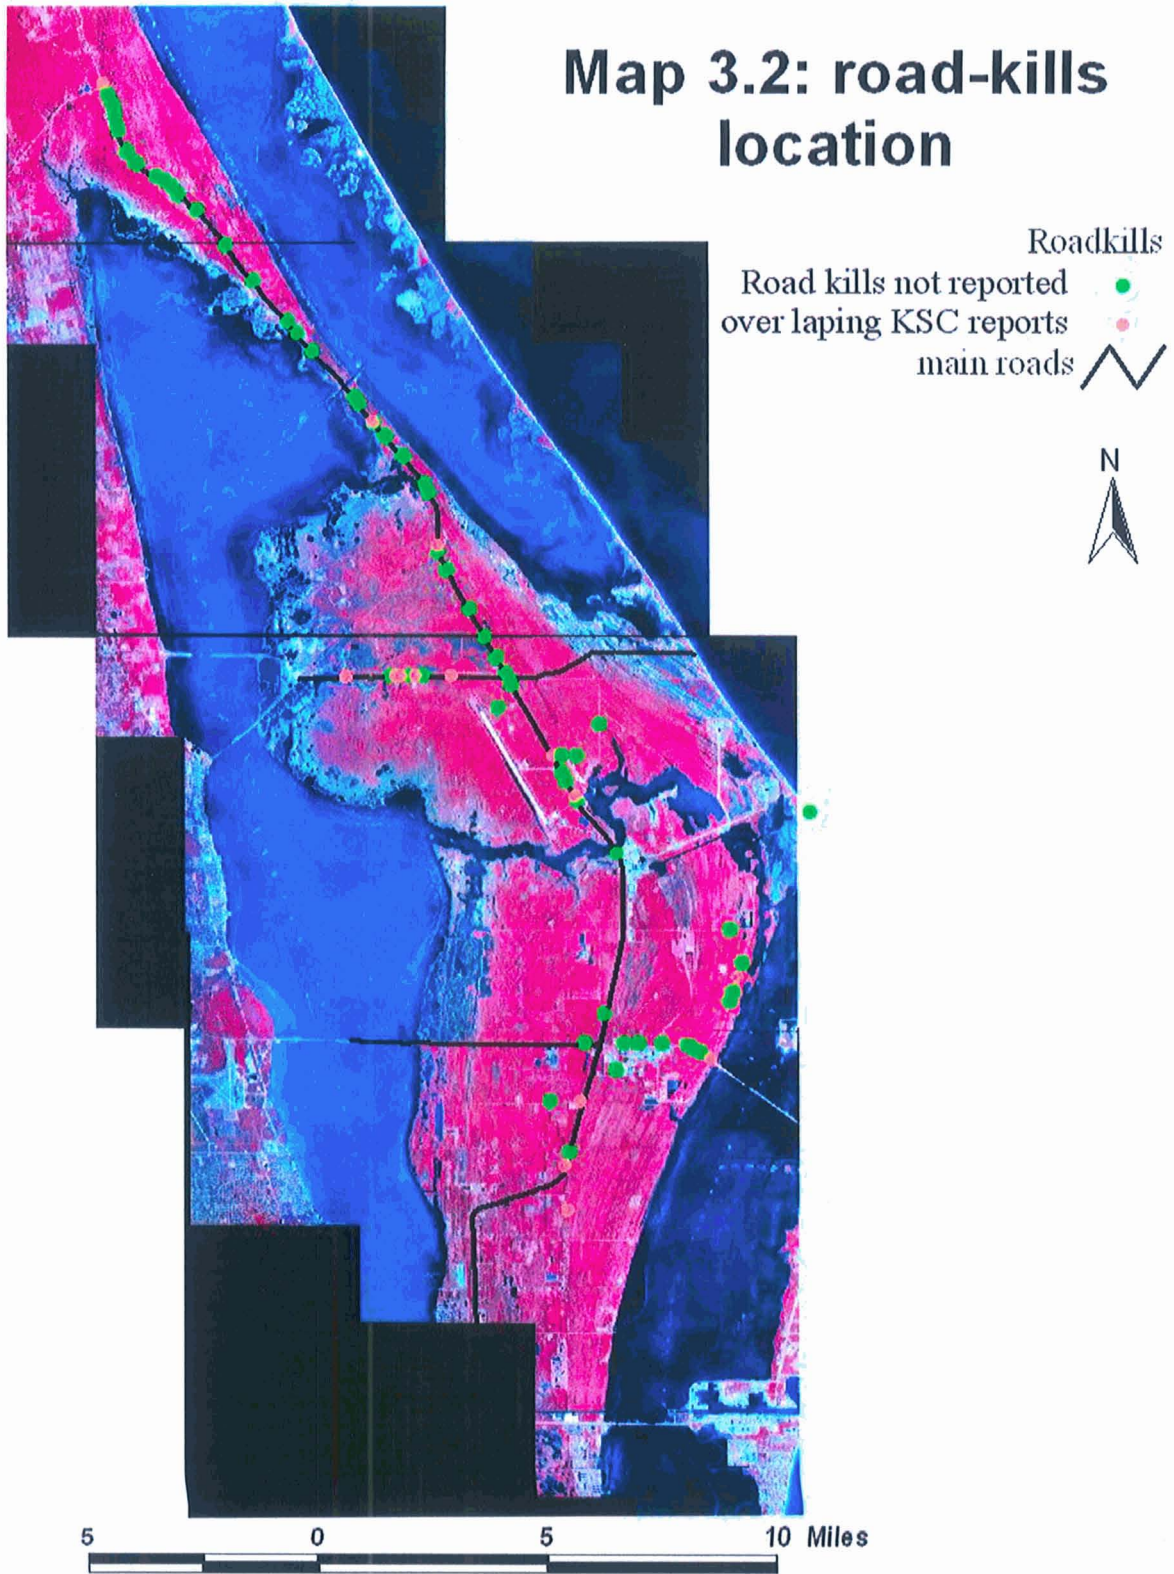 Map 3.2: road-kills
location
Roadkills
Road kills not reported
over laping KSC reports
main roads
N
5 0 5 10 Miles